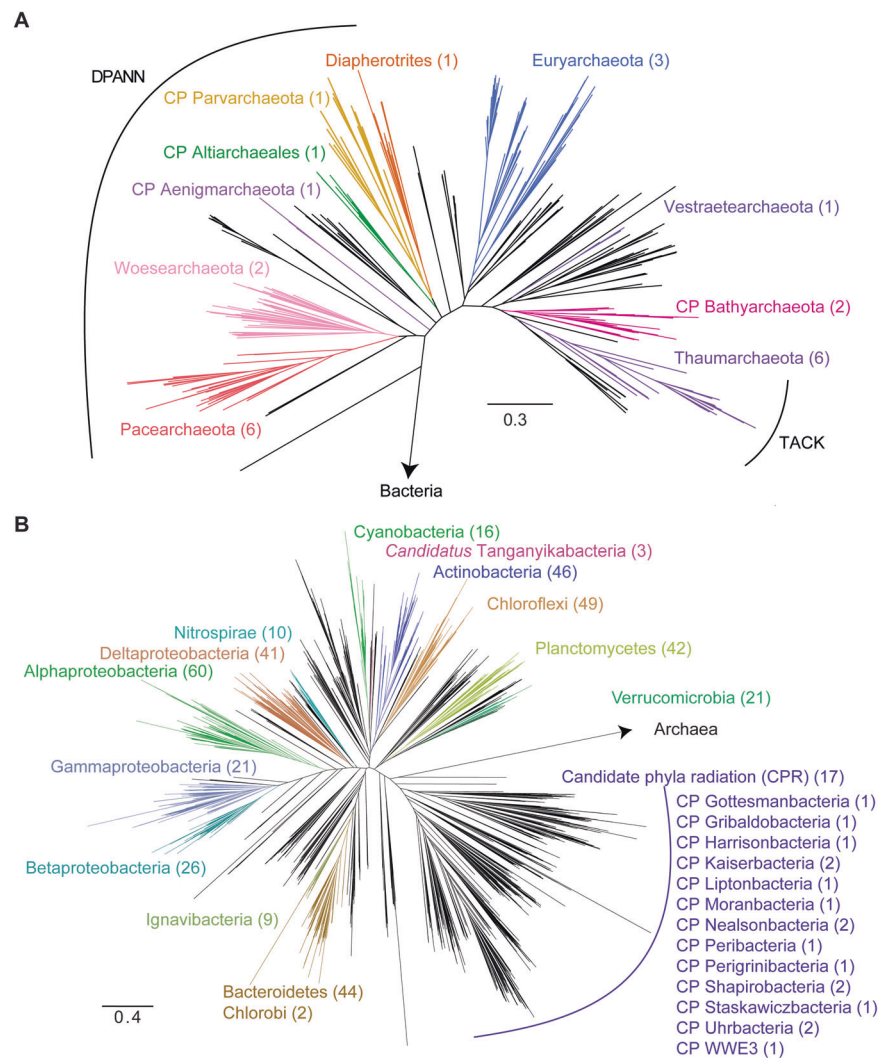 A
DPANN
Diapherotrites (1)
Euryarchaeota (3)
CP Parvarchaeota (1)
CP Altiarchaeales (1)
CP Aenigmarchaeota (1)
Vestraetearchaeota (1)
Woesearchaeota (2)
CP Bathyarchaeota (2)
Thaumarchaeota (6)
0.3
Pacearchaeota (6)
TACK
Bacteria
B
Cyanobacteria (16)
Candidatus Tanganyikabacteria (3)
Actinobacteria (46)
Chloroflexi (49)
Nitrospirae (10)
Deltaproteobacteria (41)
Planctomycetes (42)
Alphaproteobacteria (60)
Verrucomicrobia (21)
Archaea
Gammaproteobacteria (21)
Candidate phyla radiation (CPR) (17)
CP Gottesmanbacteria (1)
CP Gribaldobacteria (1)
CP Harrisonbacteria (1)
CP Kaiserbacteria (2)
CP Liptonbacteria (1)
CP Moranbacteria (1)
CP Nealsonbacteria (2)
CP Peribacteria (1)
CP Perigrinibacteria (1)
CP Shapirobacteria (2)
CP Staskawiczbacteria (1)
CP Uhrbacteria (2)
CP WWE3 (1)
Betaproteobacteria (26)
Ignavibacteria (9)
Bacteroidetes (44)
Chlorobi (2)
0.4